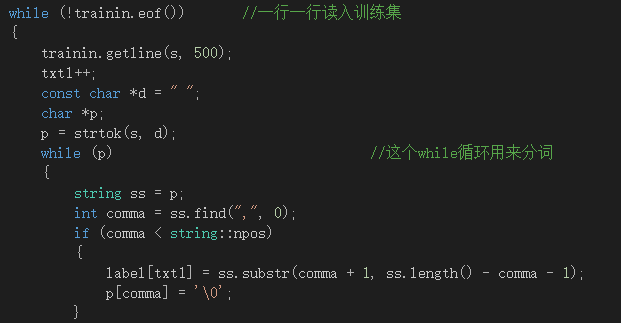 while (!trainin.eof())       //一行一行读入训练集
{
    trainin.getline(s, 500);
    txtl++;
    const char *d = " ";
    char *p;
    p = strtok(s, d);
    while (p)                                //这个while循环用来分词
    {
        string ss = p;
        int comma = ss.find(",", 0);
        if (comma < string::npos)
        {
            label[txtl] = ss.substr(comma + 1, ss.length() - comma - 1);
            p[comma] = '\0';
        }